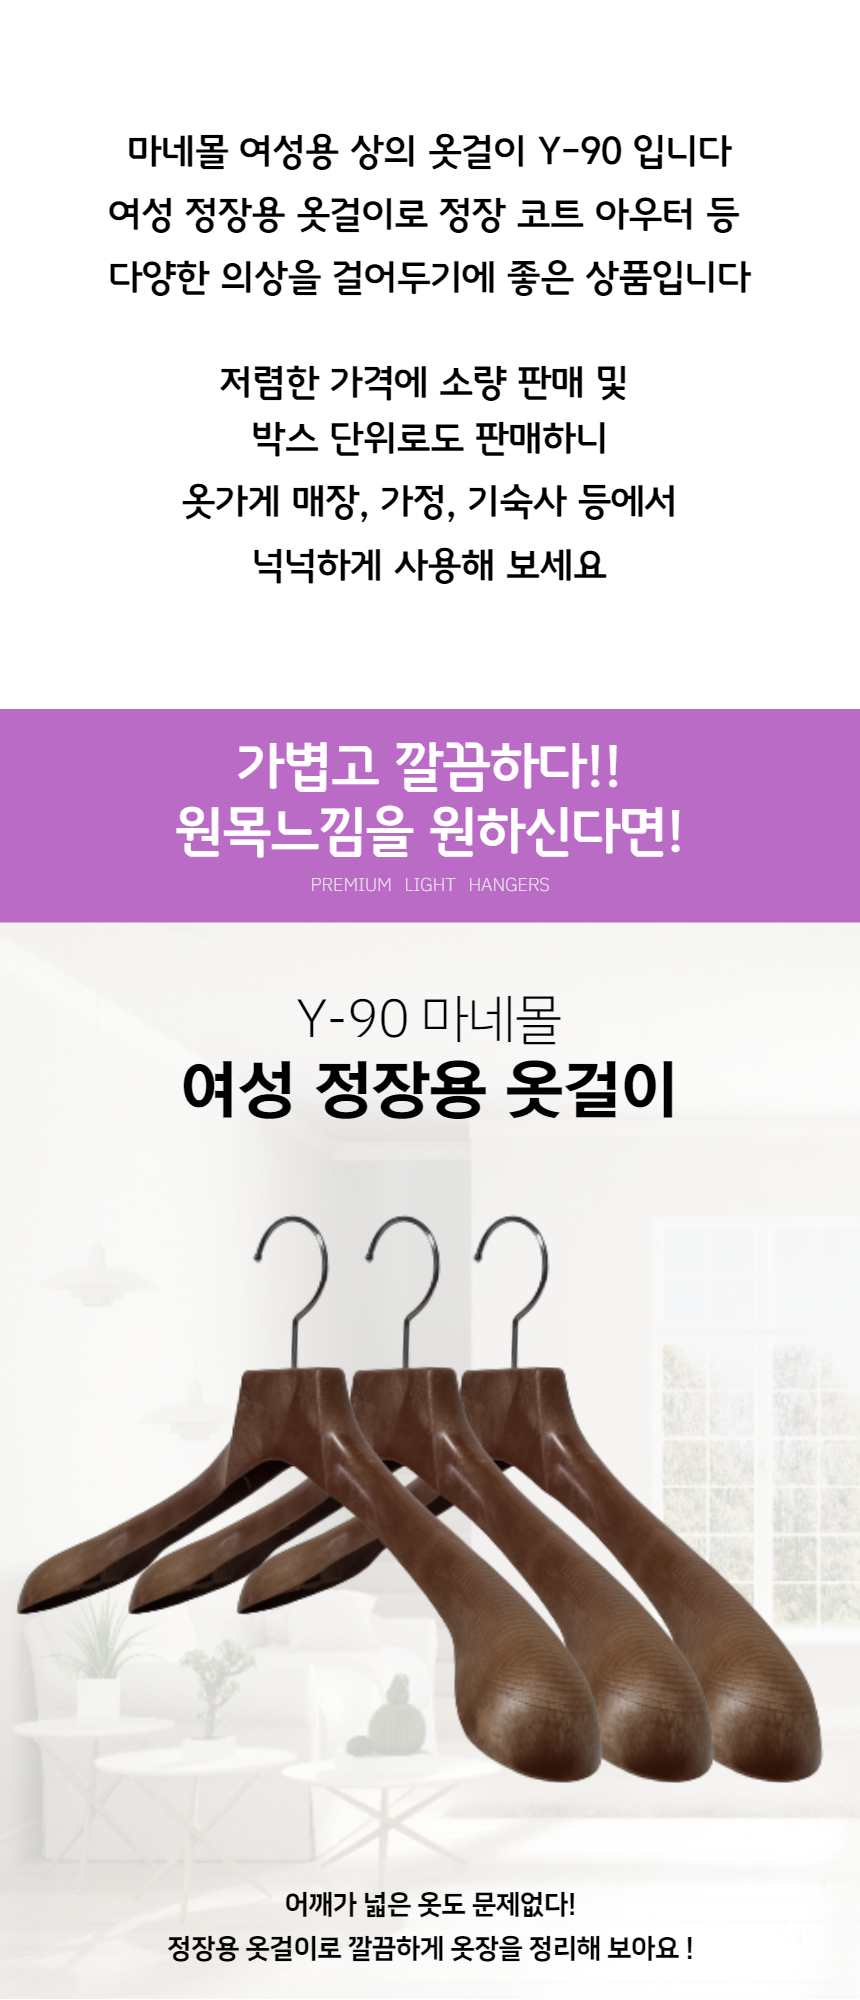 마네몰 여성용 상의 옷걸이 Y-90 입니다
여성 정장용 옷걸이로 정장 코트 아우터 등
다양한 의상을 걸어두기에 좋은 상품입니다
저렴한 가격에 소량 판매 및
박스 단위로도 판매하니
옷가게 매장, 가정, 기숙사 등에서
넉넉하게 사용해 보세요
가볍고 깔끔하다!!
원목느낌을 원하신다면!
PREMIUM LIGHT HANGERS
Y-90 마네몰
여성 정장용 옷걸이
어깨가 넓은 옷도 문제없다!
정장용 옷걸이로 깔끔하게 옷장을 정리해 보아요 !